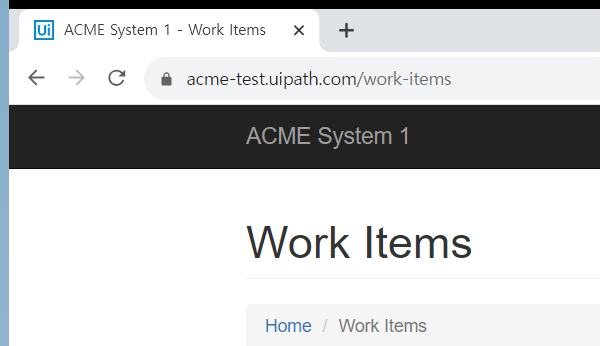 Ui ACME System 1 - Work Items
acme-test.uipath.com/work-items
ACME System 1
Work Items
Home / Work Items